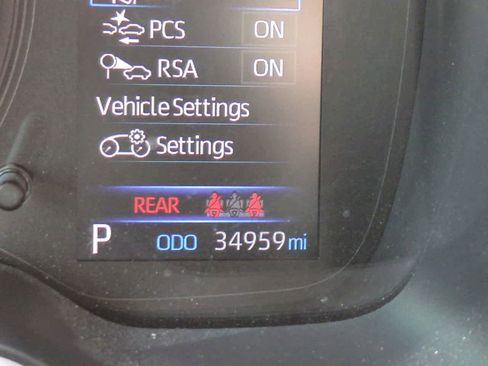 PCS ON
RSA ON
Vehicle Settings
Settings
REAR
P ODO 34959 mi